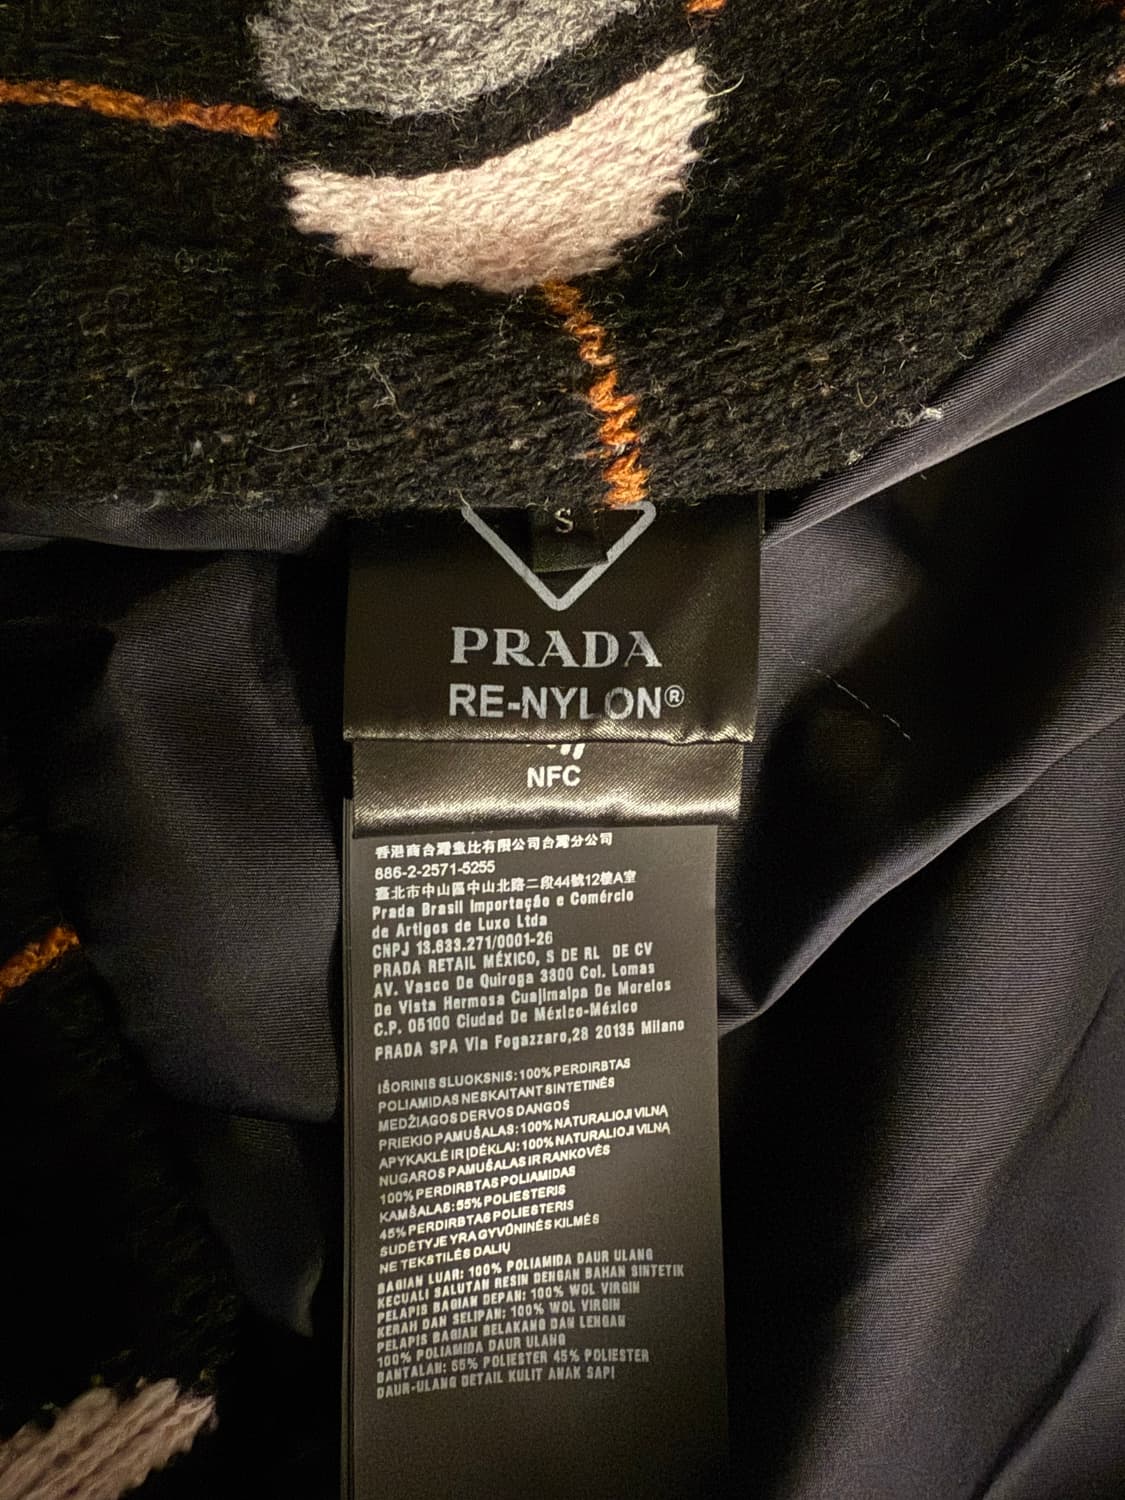 S
PRADA
RE-NYLON®
NFC
香港商台灣普比有限公司台灣分公司
886-2-2571-5255
臺北市中山區中山北路二段44號12樓A室
Prada Brasil Importação e Comércio
de Artigos de Luxo Ltda
CNPJ 13.633.271/0001-26
PRADA RETAIL MÉXICO, S DE RL DE CV
AV. Vasco De Quiroga 3800 Col. Lomas
De Vista Hermosa Cuajimalpa De Morelos
C.P. 05100 Ciudad De México-México
PRADA SPA Via Fogazzaro,28 20135 Milano
IŠORINIS SLUOKSNIS: 100% PERDIRBTAS
POLIAMIDAS NESKAITANT SINTETINĖS
MEDŽIAGOS DERVOS DANGOS
PRIEKIO PAMUŠALAS: 100% NATURALIOJI VILNĄ
APYKAKLĖ IR ĮDĖKLAI: 100% NATURALIOJI VILNĄ
NUGAROS PAMUŠALAS IR RANKOVĖS
100% PERDIRBTAS POLIAMIDAS
KAMŠALAS: 55% POLIESTERIS
45% PERDIRBTAS POLIESTERIS
SUDĖTYJE YRA GYVŪNINĖS KILMĖS
NE TEKSTILĖS DALIŲ
BAGIAN LUAR: 100% POLIAMIDA DAUR ULANG
KECUALI SALUTAN RESIN DENGAN BAHAN SINTETIK
PELAPIS BAGIAN DEPAN: 100% WOL VIRGIN
KERAH DAN SELIPAN: 100% WOL VIRGIN
PELAPIS BAGIAN BELAKANG DAN LENGAN
100% POLIAMIDA DAUR ULANG
BANTALAN: 55% POLIESTER 45% POLIESTER
DAUR-ULANG DETAIL KULIT ANAK SAPI